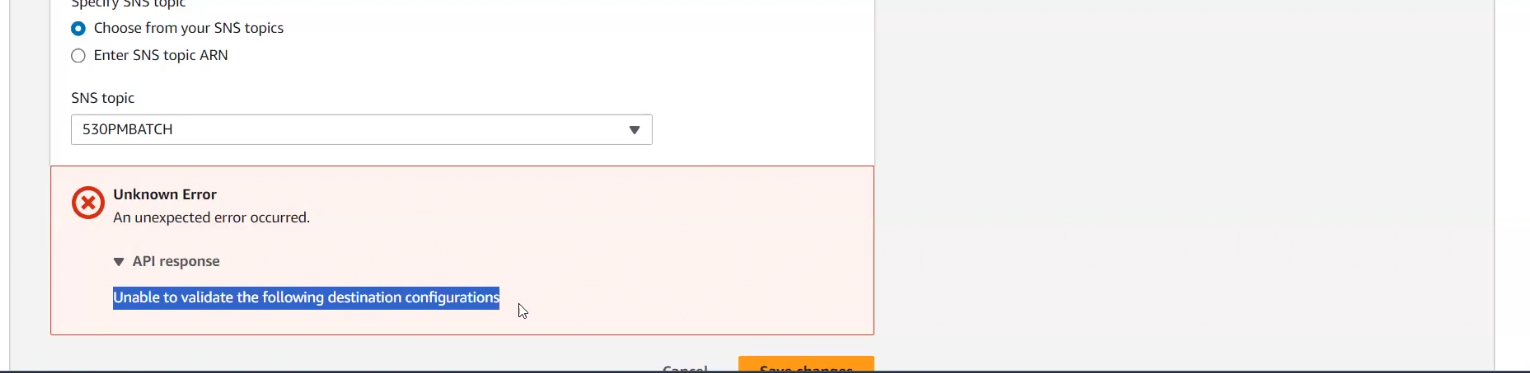 Specify SNS topic
Choose from your SNS topics
Enter SNS topic ARN
SNS topic
530PMBATCH
Unknown Error
An unexpected error occurred.
API response
Unable to validate the following destination configurations
Cancel
Save changes